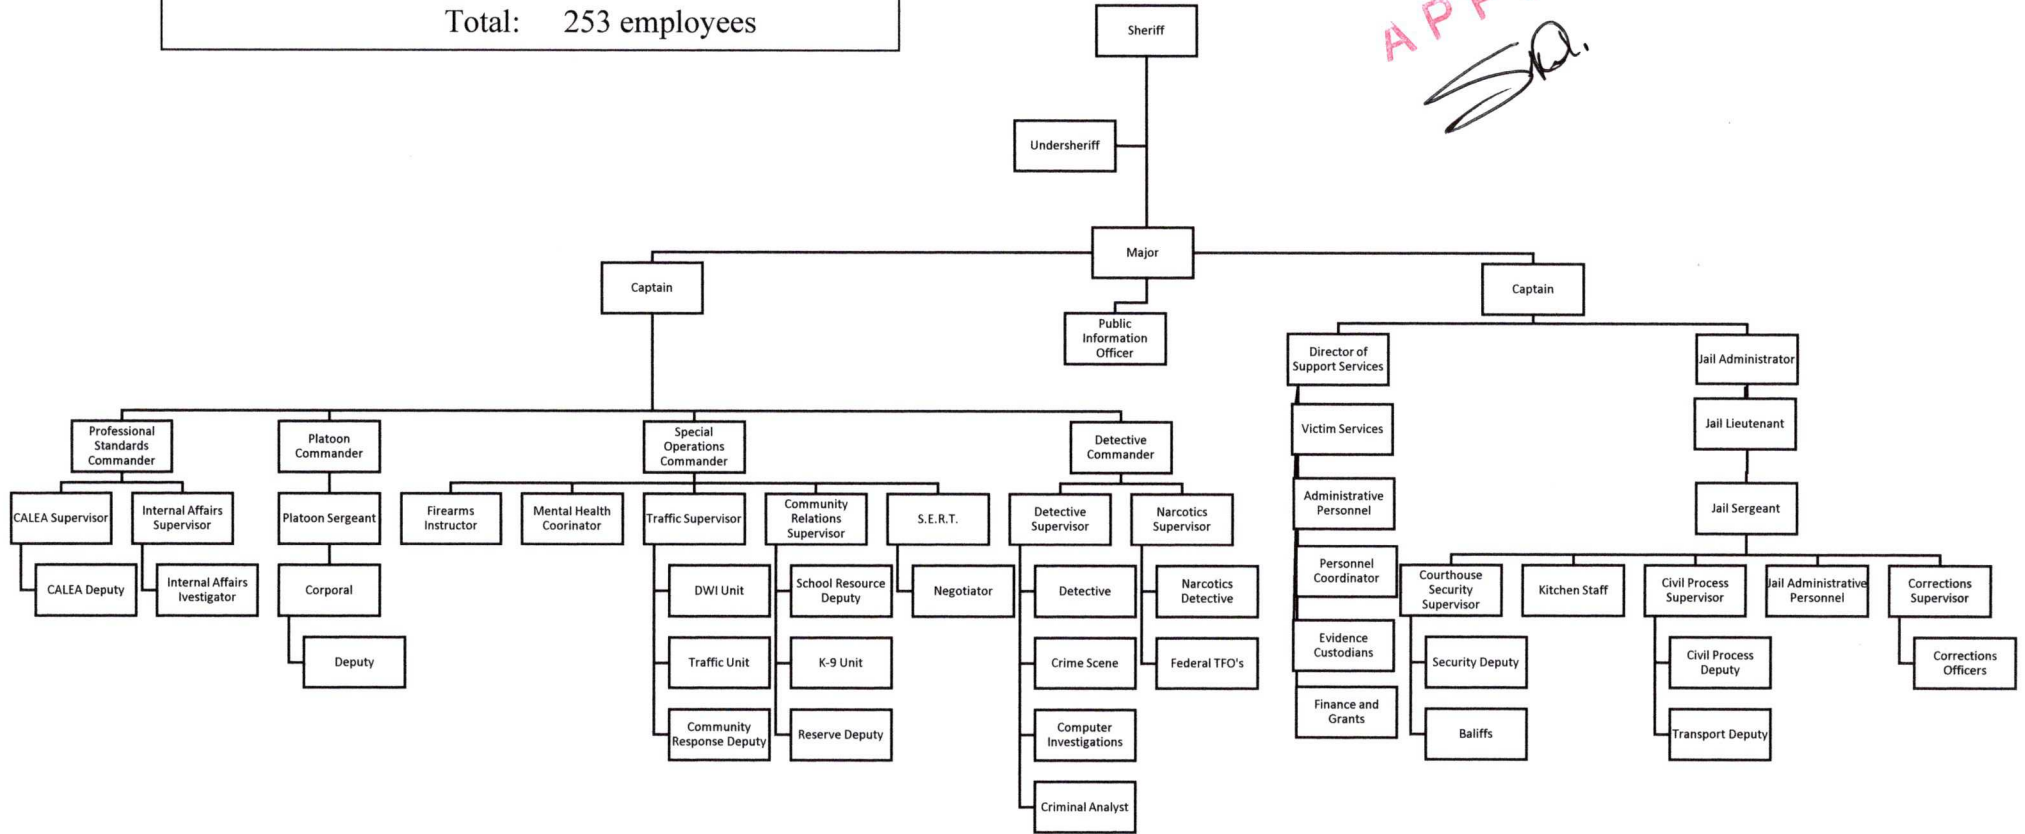 Total: 253 employees
Sheriff
Undersheriff
Major
Captain
Captain
Public
Information
Officer
Director of
Support Services
Jail Administrator
Victim Services
Jail Lieutenant
Professional
Standards
Commander
Platoon
Commander
Special
Operations
Commander
Detective
Commander
Administrative
Personnel
Jail Sergeant
CALEA Supervisor
Internal Affairs
Supervisor
Platoon Sergeant
Firearms
Instructor
Mental Health
Coorinator
Traffic Supervisor
Community
Relations
Supervisor
S.E.R.T.
Detective
Supervisor
Narcotics
Supervisor
Personnel
Coordinator
Courthouse
Security
Supervisor
Kitchen Staff
Civil Process
Supervisor
Jail Administrative
Personnel
Corrections
Supervisor
CALEA Deputy
Internal Affairs
Ivestigator
Corporal
DWI Unit
School Resource
Deputy
Negotiator
Detective
Narcotics
Detective
Evidence
Custodians
Deputy
Traffic Unit
K-9 Unit
Crime Scene
Federal TFO's
Security Deputy
Civil Process
Deputy
Corrections
Officers
Finance and
Grants
Community
Response Deputy
Reserve Deputy
Computer
Investigations
Baliffs
Transport Deputy
Criminal Analyst